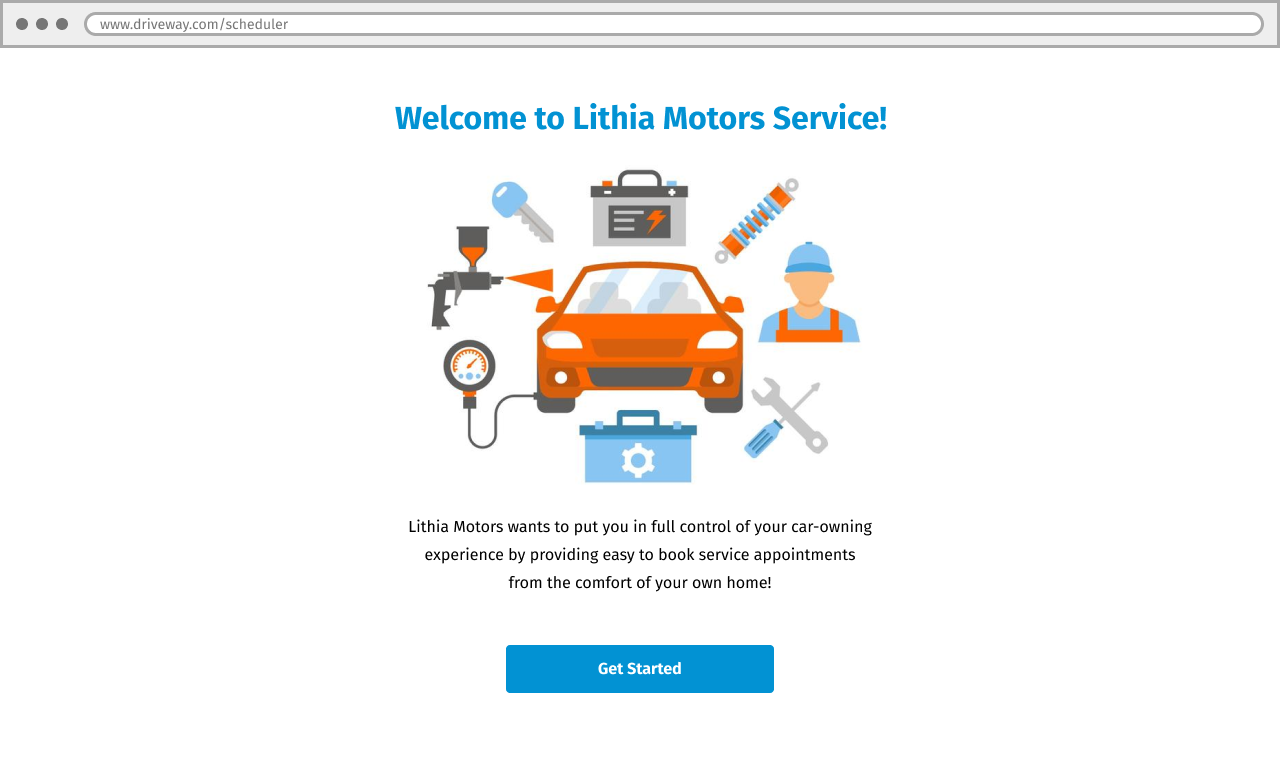 www.driveway.com/scheduler
Welcome to Lithia Motors Service!
Lithia Motors wants to put you in full control of your car-owning
experience by providing easy to book service appointments
from the comfort of your own home!
Get Started